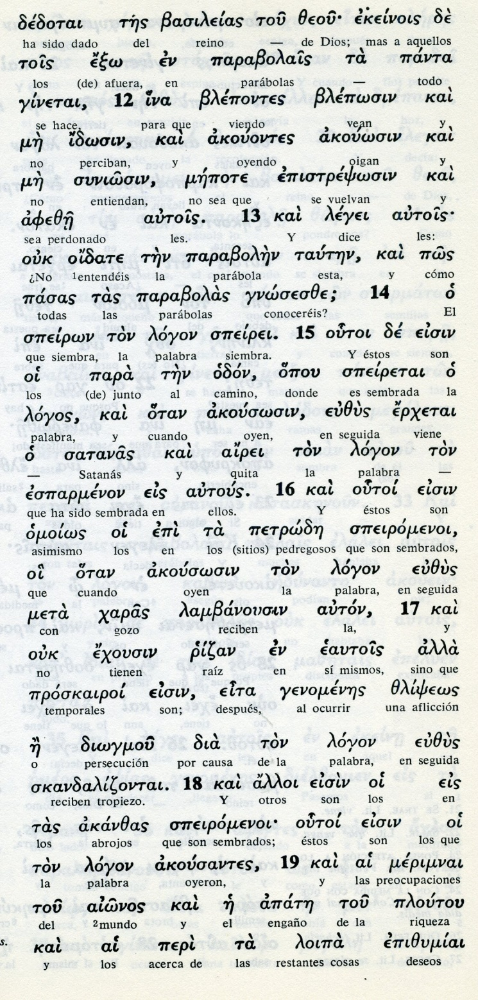 δέδοται τῆς βασιλείας τοῦ θεοῦ· ἐκείνοις δὲ
ha sido dado del reino — de Dios; mas a aquellos
τοῖς ἔξω ἐν παραβολαῖς τὰ πάντα
los (de) afuera, en parábolas — todo
γίνεται, 12 ἵνα βλέποντες βλέπωσιν καὶ
se hace, para que viendo vean y
μὴ ἴδωσιν, καὶ ἀκούοντες ἀκούωσιν καὶ
no perciban, y oyendo oigan y
μὴ συνιῶσιν, μήποτε ἐπιστρέψωσιν καὶ
no entiendan, no sea que se vuelvan y
ἀφεθῇ αὐτοῖς. 13 καὶ λέγει αὐτοῖς·
sea perdonado les. Y dice les:
οὐκ οἴδατε τὴν παραβολὴν ταύτην, καὶ πῶς
¿No ¹entendéis la parábola esta, y cómo
πάσας τὰς παραβολὰς γνώσεσθε; 14 ὁ
todas las parábolas conoceréis? El
σπείρων τὸν λόγον σπείρει. 15 οὗτοι δέ εἰσιν
que siembra, la palabra siembra. Y éstos son
οἱ παρὰ τὴν ὁδόν, ὅπου σπείρεται ὁ
los (de) junto al camino, donde es sembrada la
λόγος, καὶ ὅταν ἀκούσωσιν, εὐθὺς ἔρχεται
palabra, y cuando oyen, en seguida viene
ὁ σατανᾶς καὶ αἴρει τὸν λόγον τὸν
— Satanás y quita la palabra
ἐσπαρμένον εἰς αὐτούς. 16 καὶ οὗτοί εἰσιν
que ha sido sembrada en ellos. Y éstos son
ὁμοίως οἱ ἐπὶ τὰ πετρώδη σπειρόμενοι,
asimismo los en los (sitios) pedregosos que son sembrados,
οἳ ὅταν ἀκούσωσιν τὸν λόγον εὐθὺς
que cuando oyen la palabra, en seguida
μετὰ χαρᾶς λαμβάνουσιν αὐτόν, 17 καὶ
con gozo reciben la, y
οὐκ ἔχουσιν ῥίζαν ἐν ἑαυτοῖς ἀλλὰ
no tienen raíz en sí mismos, sino que
πρόσκαιροί εἰσιν, εἶτα γενομένης θλίψεως
temporales son; después, al ocurrir una aflicción
ἢ διωγμοῦ διὰ τὸν λόγον εὐθὺς
o persecución por causa de la palabra, en seguida
σκανδαλίζονται. 18 καὶ ἄλλοι εἰσὶν οἱ εἰς
reciben tropiezo. Y otros son los en
τὰς ἀκάνθας σπειρόμενοι· οὗτοί εἰσιν οἱ
los abrojos que son sembrados; éstos son los que
τὸν λόγον ἀκούσαντες, 19 καὶ αἱ μέριμναι
la palabra oyeron, y las preocupaciones
τοῦ αἰῶνος καὶ ἡ ἀπάτη τοῦ πλούτου
del ²mundo y el engaño de la riqueza
καὶ αἱ περὶ τὰ λοιπὰ ἐπιθυμίαι
y los acerca de las restantes cosas deseos